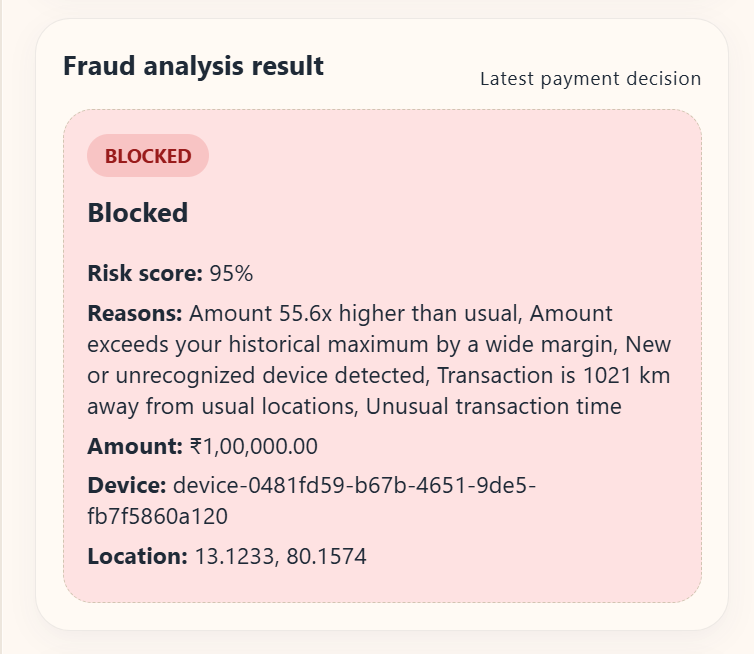 Fraud analysis result
Latest payment decision
BLOCKED
Blocked
Risk score: 95%
Reasons: Amount 55.6x higher than usual, Amount
exceeds your historical maximum by a wide margin, New
or unrecognized device detected, Transaction is 1021 km
away from usual locations, Unusual transaction time
Amount: ₹1,00,000.00
Device: device-0481fd59-b67b-4651-9de5-
fb7f5860a120
Location: 13.1233, 80.1574